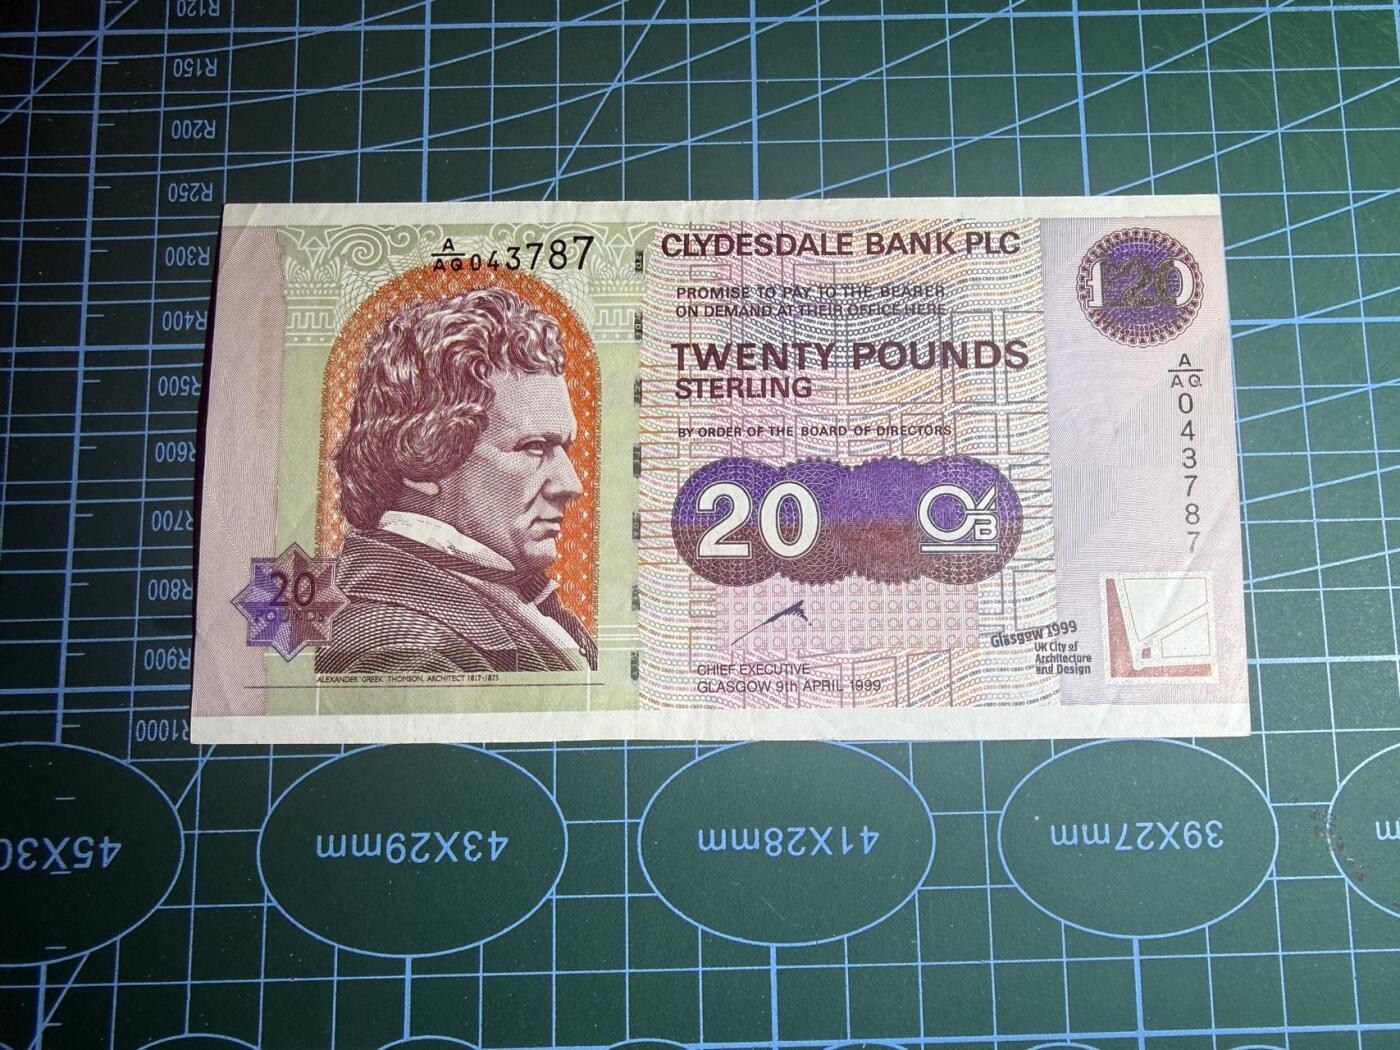 R120
R150
R200
R250
R300
R400
R500
R600
R700
R800
R900
R1000
A
AQ 043787
CLYDESDALE BANK PLC
PROMISE TO PAY TO THE BEARER
ON DEMAND AT THEIR OFFICE HERE
TWENTY POUNDS
STERLING
BY ORDER OF THE BOARD OF DIRECTORS
20
CB
£20
A
AQ
043787
20
POUNDS
ALEXANDER 'GREEK' THOMSON, ARCHITECT 1817-1875
CHIEF EXECUTIVE
GLASGOW 9th APRIL 1999
Glasgow 1999
UK City of
Architecture
and Design
43X29mm
41X28mm
39X27mm